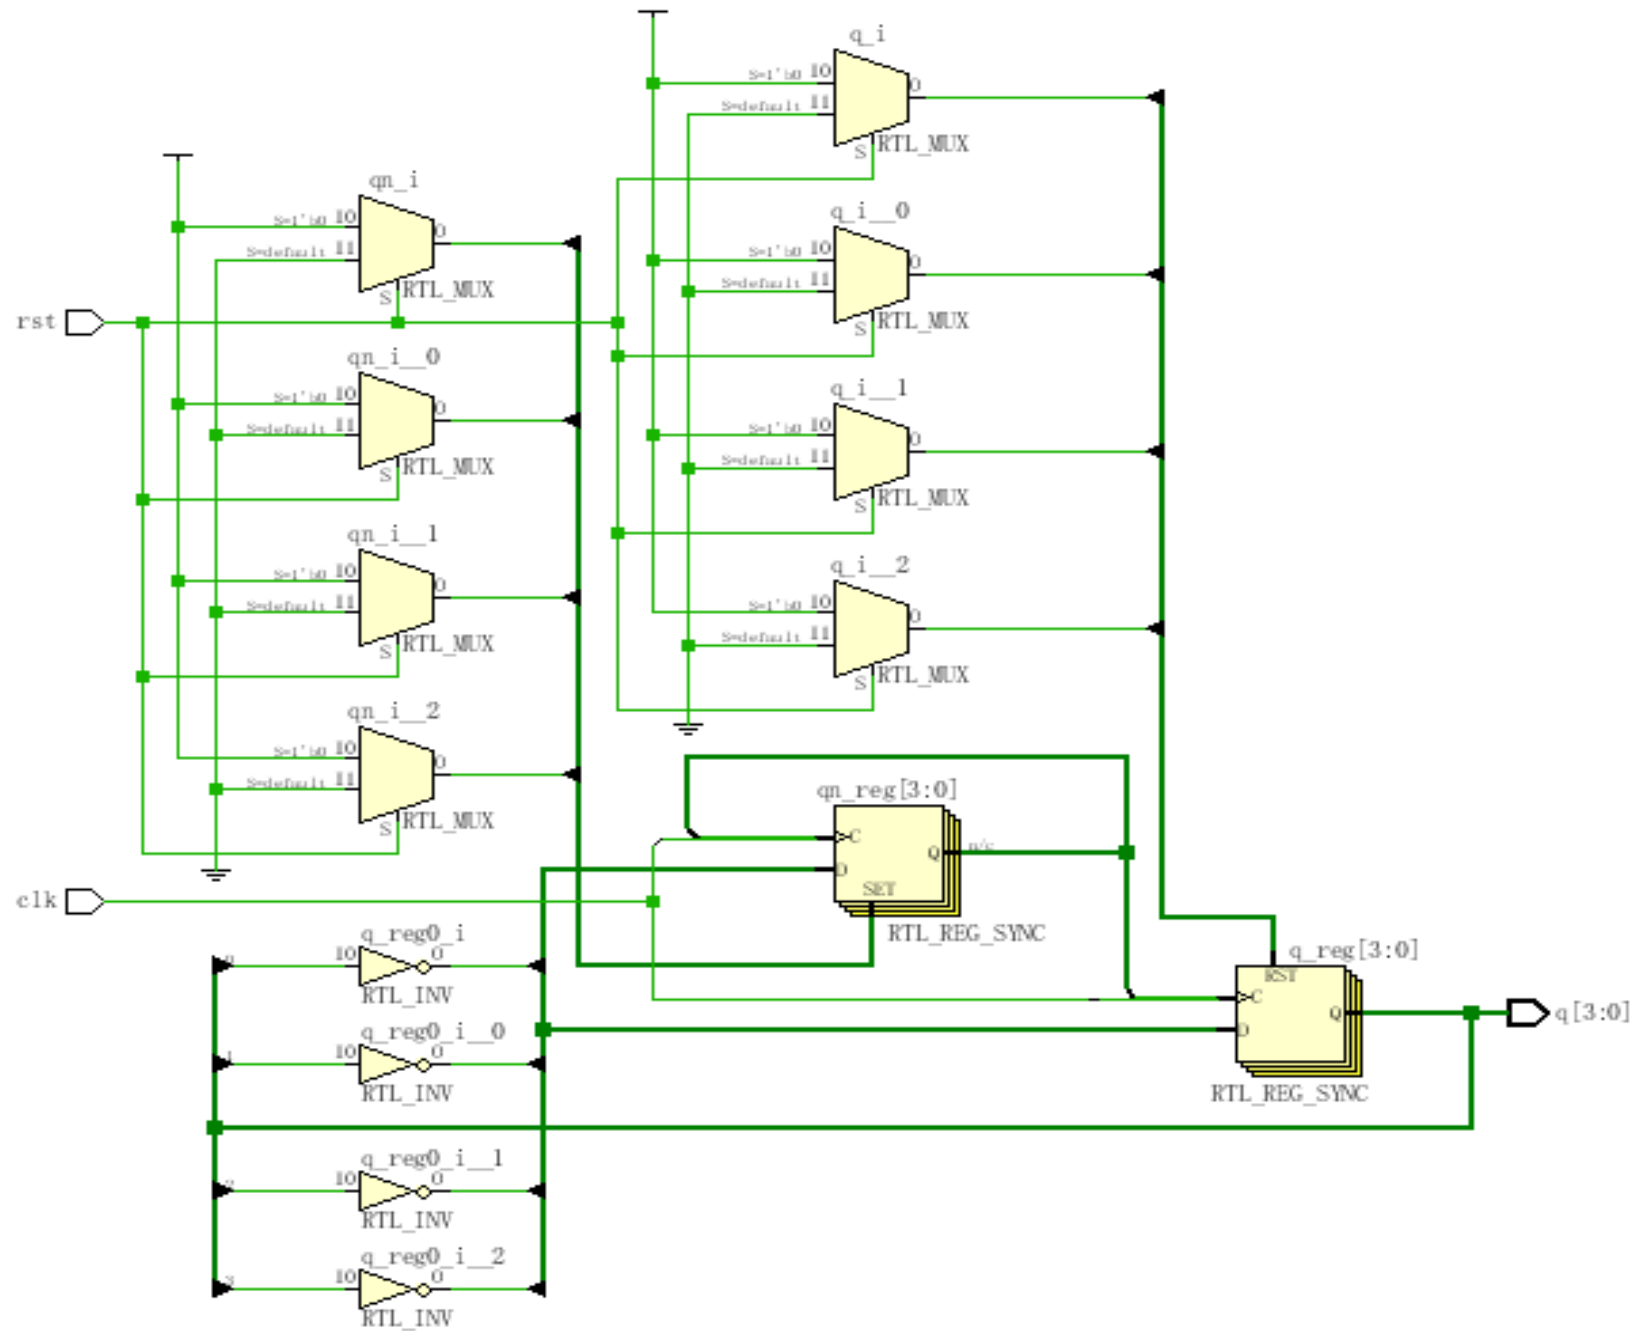 q_i
S=1'b0 I0
O
S=default I1
S RTL_MUX
qn_i
S=1'b0 I0
O
S=default I1
S RTL_MUX
q_i__0
S=1'b0 I0
O
S=default I1
S RTL_MUX
rst
qn_i__0
S=1'b0 I0
O
S=default I1
S RTL_MUX
q_i__1
S=1'b0 I0
O
S=default I1
S RTL_MUX
qn_i__1
S=1'b0 I0
O
S=default I1
S RTL_MUX
q_i__2
S=1'b0 I0
O
S=default I1
S RTL_MUX
qn_i__2
S=1'b0 I0
O
S=default I1
S RTL_MUX
qn_reg[3:0]
C
Q
D
SET
RTL_REG_SYNC
clk
q_reg0_i
0 I0 O
RTL_INV
q_reg[3:0]
RST
C
Q
D
RTL_REG_SYNC
q[3:0]
q_reg0_i__0
1 I0 O
RTL_INV
q_reg0_i__1
2 I0 O
RTL_INV
q_reg0_i__2
3 I0 O
RTL_INV